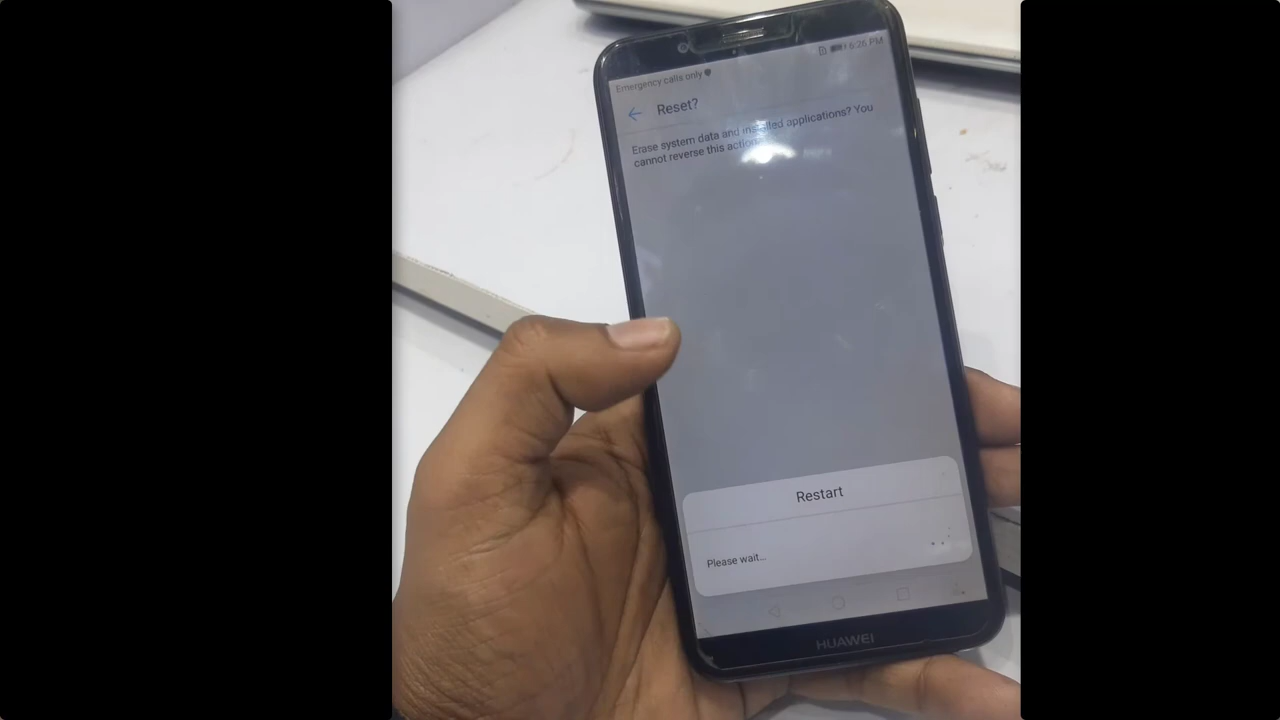 Emergency calls only
6:26 PM
Reset?
Erase system data and installed applications? You
cannot reverse this action
Restart
Please wait...
HUAWEI